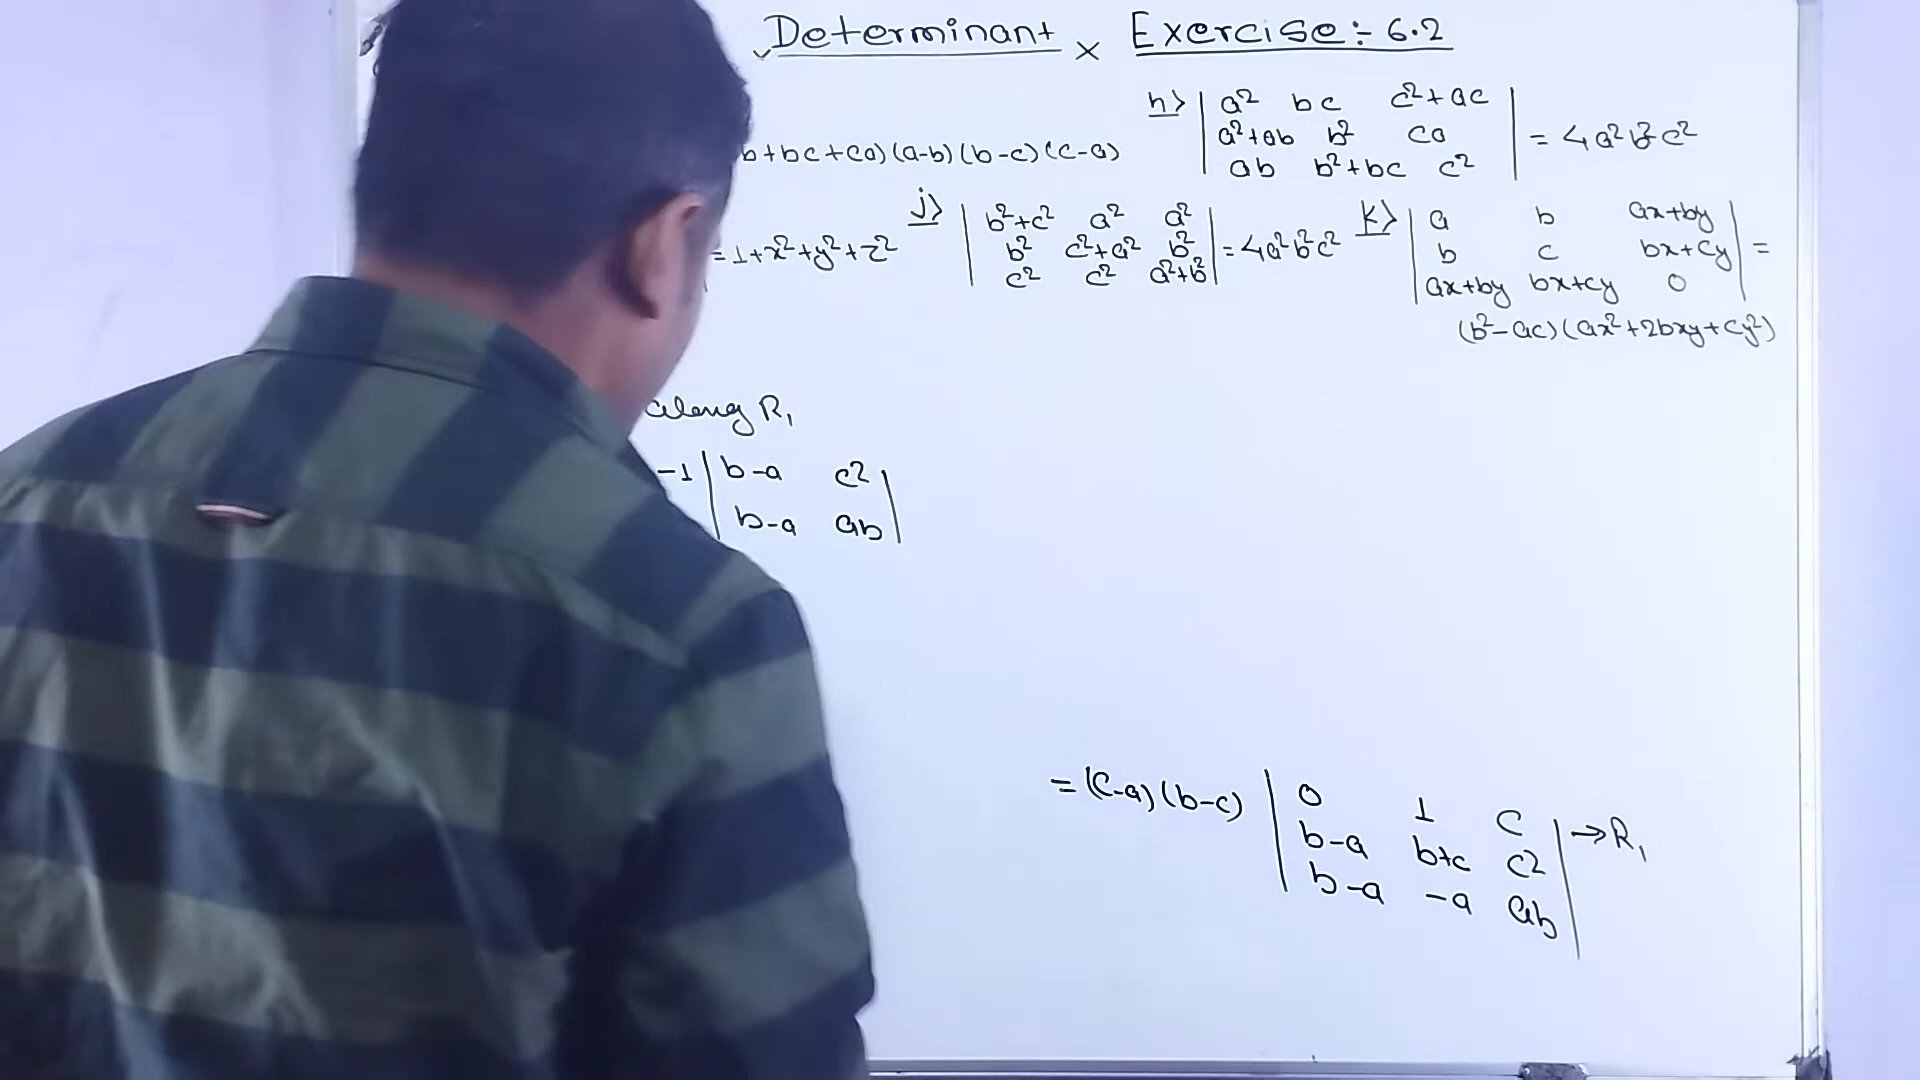 Determinant × Exercise:- 6.2
b+bc+ca)(a-b)(b-c)(c-a)
h> | a² bc c²+ac |
| a²+ab b² ca | = 4a²b²c²
| ab b²+bc c² |
=1+x²+y²+z²
j> | b²+c² a² a² |
| b² c²+a² b² | = 4a²b²c²
| c² c² a²+b² |
k> | a b ax+by |
| b c bx+cy | =
| ax+by bx+cy 0 |
(b²-ac)(ax²+2bxy+cy²)
along R₁
-1 | b-a c² |
| b-a ab |
= (c-a)(b-c) | 0 1 c | → R₁
| b-a b+c c² |
| b-a -a ab |